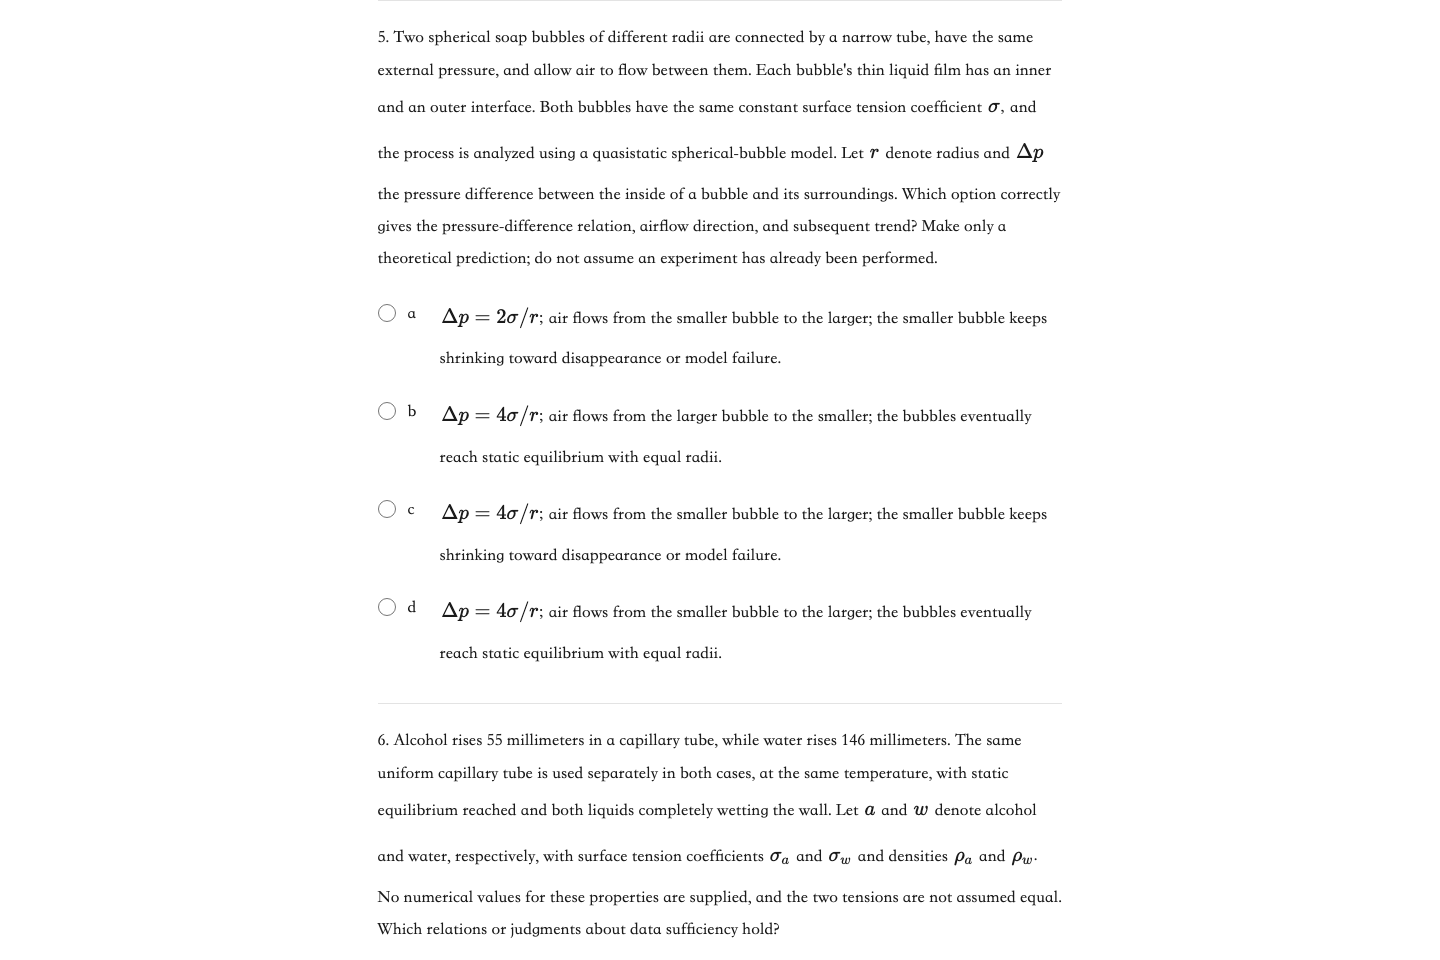 5. Two spherical soap bubbles of different radii are connected by a narrow tube, have the same
external pressure, and allow air to flow between them. Each bubble's thin liquid film has an inner
and an outer interface. Both bubbles have the same constant surface tension coefficient σ, and
the process is analyzed using a quasistatic spherical-bubble model. Let r denote radius and Δp
the pressure difference between the inside of a bubble and its surroundings. Which option correctly
gives the pressure-difference relation, airflow direction, and subsequent trend? Make only a
theoretical prediction; do not assume an experiment has already been performed.
a Δp = 2σ/r; air flows from the smaller bubble to the larger; the smaller bubble keeps
shrinking toward disappearance or model failure.
b Δp = 4σ/r; air flows from the larger bubble to the smaller; the bubbles eventually
reach static equilibrium with equal radii.
c Δp = 4σ/r; air flows from the smaller bubble to the larger; the smaller bubble keeps
shrinking toward disappearance or model failure.
d Δp = 4σ/r; air flows from the smaller bubble to the larger; the bubbles eventually
reach static equilibrium with equal radii.
6. Alcohol rises 55 millimeters in a capillary tube, while water rises 146 millimeters. The same
uniform capillary tube is used separately in both cases, at the same temperature, with static
equilibrium reached and both liquids completely wetting the wall. Let a and w denote alcohol
and water, respectively, with surface tension coefficients σₐ and σ_w and densities ρₐ and ρ_w.
No numerical values for these properties are supplied, and the two tensions are not assumed equal.
Which relations or judgments about data sufficiency hold?